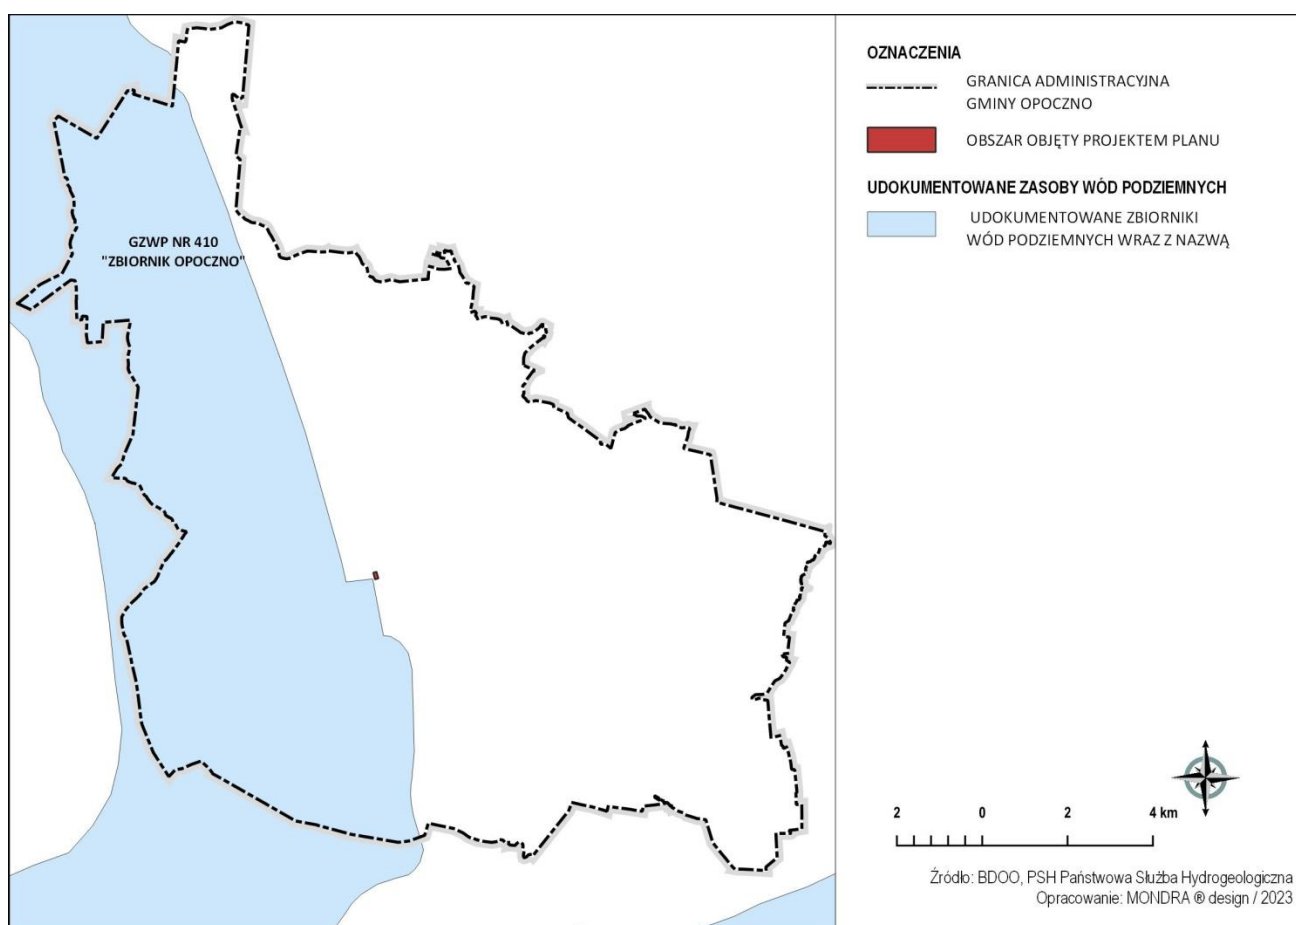 GZWP NR 410
"ZBIORNIK OPOCZNO"
OZNACZENIA
GRANICA ADMINISTRACYJNA
GMINY OPOCZNO
OBSZAR OBJĘTY PROJEKTEM PLANU
UDOKUMENTOWANE ZASOBY WÓD PODZIEMNYCH
UDOKUMENTOWANE ZBIORNIKI
WÓD PODZIEMNYCH WRAZ Z NAZWĄ
2 0 2 4 km
Źródło: BDOO, PSH Państwowa Służba Hydrogeologiczna
Opracowanie: MONDRA ® design / 2023